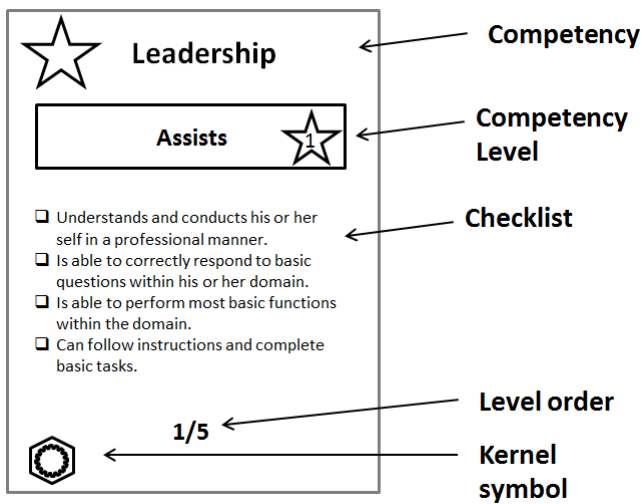 Leadership
Competency
Assists
1
Competency
Level
❑ Understands and conducts his or her
self in a professional manner.
❑ Is able to correctly respond to basic
questions within his or her domain.
❑ Is able to perform most basic functions
within the domain.
❑ Can follow instructions and complete
basic tasks.
Checklist
1/5
Level order
Kernel
symbol